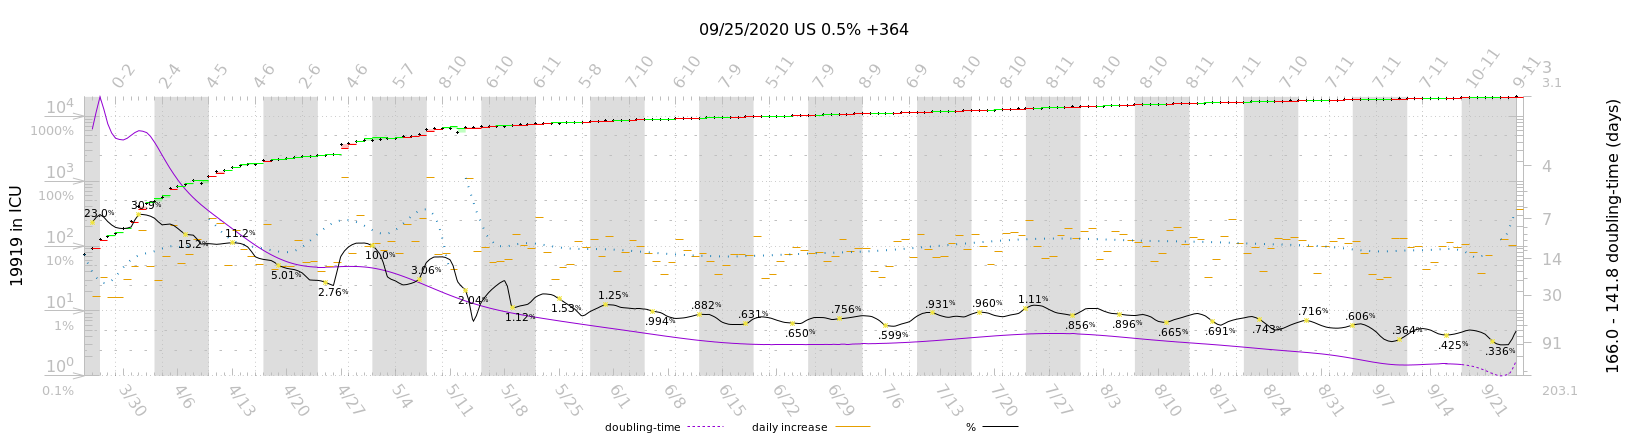 09/25/2020 US 0.5% +364
0-2 2-4 4-5 4-6 2-6 4-6 5-7 8-10 6-10 6-11 5-8 7-10 6-10 7-9 5-11 7-9 8-9 6-9 8-10 8-10 8-11 8-10 8-11 7-11 7-10 7-11 7-11 7-11 10-11 9-11
19919 in ICU
10^4
1000%
10^3
100%
10^2
10%
10^1
1%
10^0
0.1%
23.0% 30.9% 15.2% 11.2% 5.01% 2.76% 10.0% 3.06% 2.04% 1.12% 1.53% 1.25% .994% .882% .631% .650% .756% .599% .931% .960% 1.11% .856% .896% .665% .691% .743% .716% .606% .364% .425% .336%
3
3.1
4
7
14
30
91
203.1
166.0 - 141.8 doubling-time (days)
3/30 4/6 4/13 4/20 4/27 5/4 5/11 5/18 5/25 6/1 6/8 6/15 6/22 6/29 7/6 7/13 7/20 7/27 8/3 8/10 8/17 8/24 8/31 9/7 9/14 9/21
doubling-time daily increase %